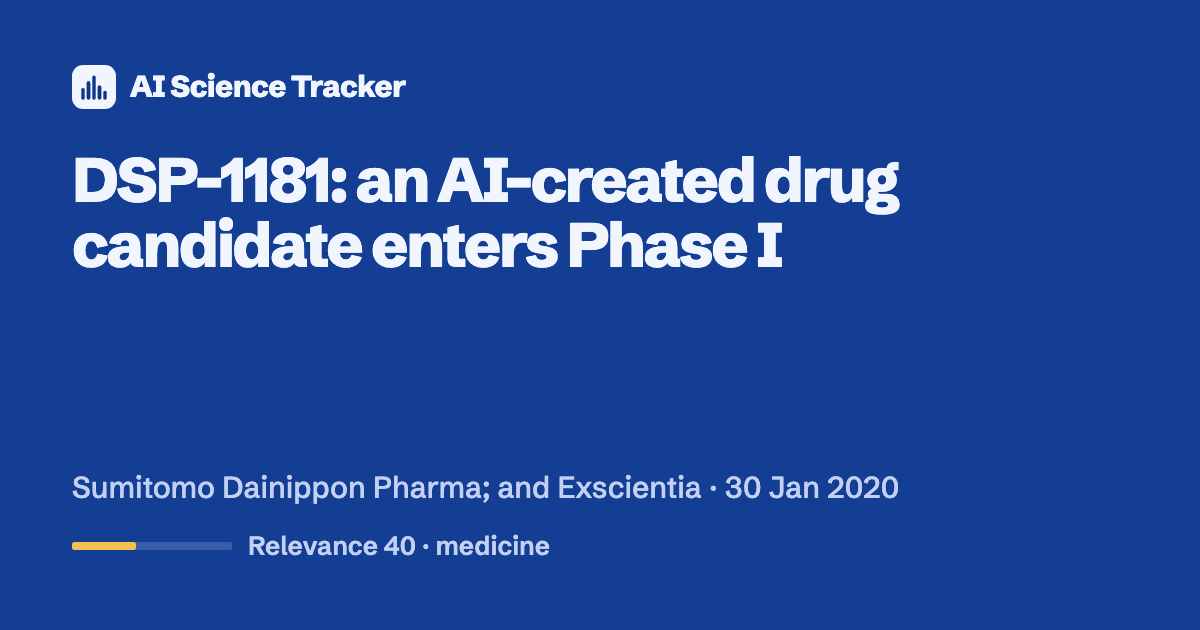 AI Science Tracker
DSP-1181: an AI-created drug
candidate enters Phase I
Sumitomo Dainippon Pharma; and Exscientia · 30 Jan 2020
Relevance 40 · medicine